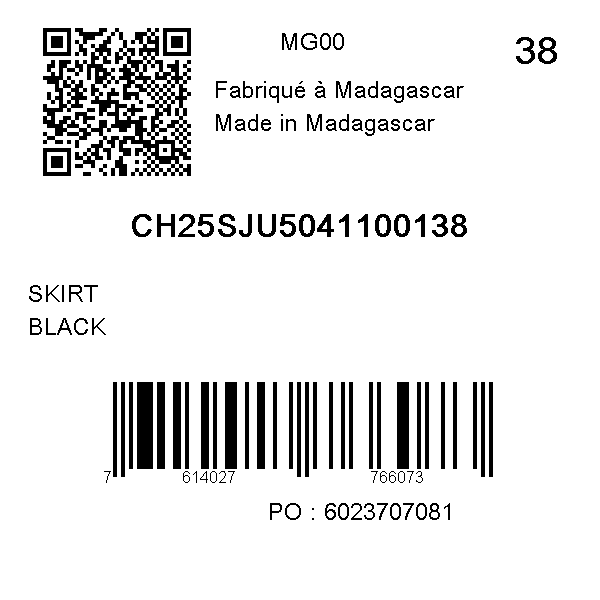 MG00
38
Fabriqué à Madagascar
Made in Madagascar
CH25SJU5041100138
SKIRT
BLACK
7 614027 766073
PO : 6023707081